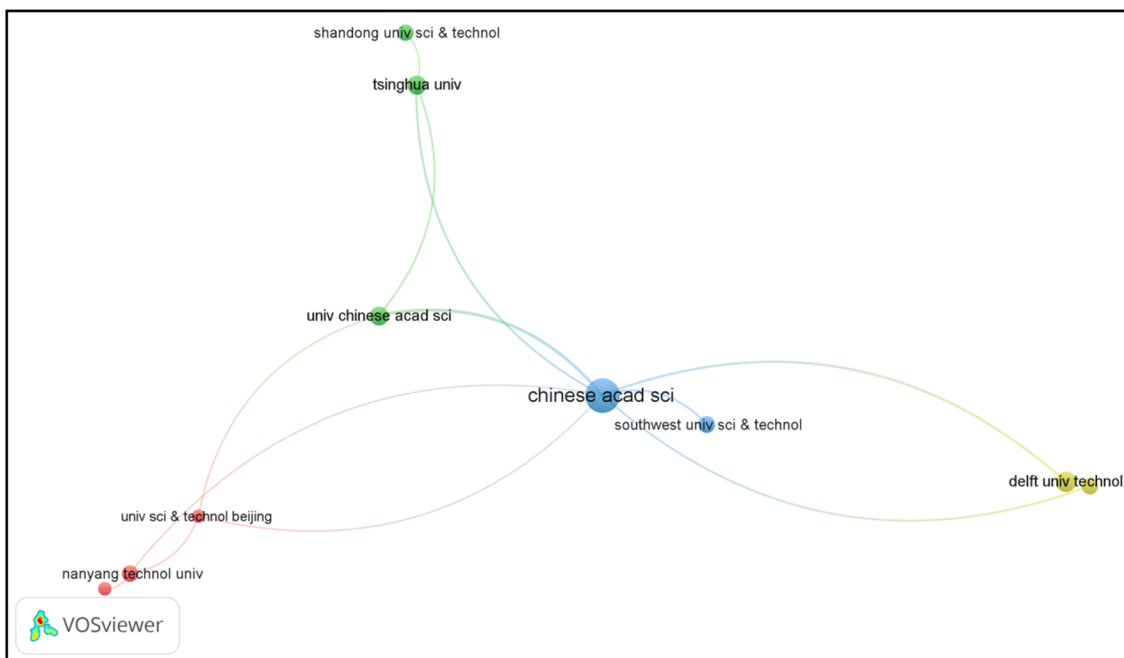 shandong univ sci & technol
tsinghua univ
univ chinese acad sci
chinese acad sci
southwest univ sci & technol
delft univ technol
univ sci & technol beijing
nanyang technol univ
VOSviewer